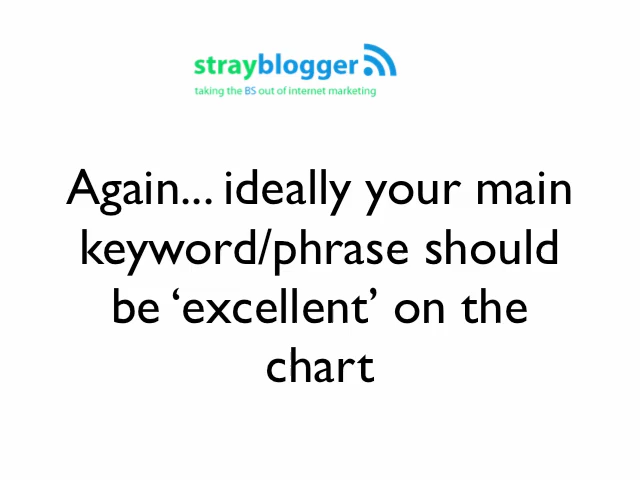 strayblogger
taking the BS out of internet marketing
Again... ideally your main
keyword/phrase should
be ‘excellent’ on the
chart